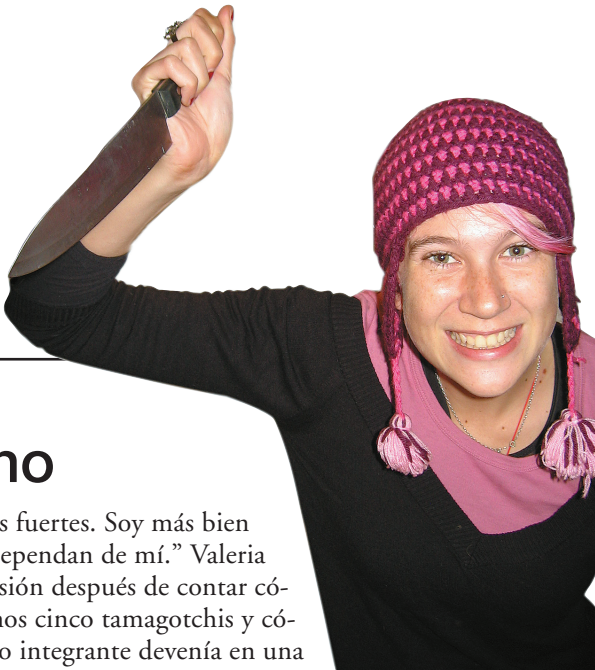 no
s fuertes. Soy más bien
ependan de mí.” Valeria
sión después de contar có-
nos cinco tamagotchis y có-
o integrante devenía en una